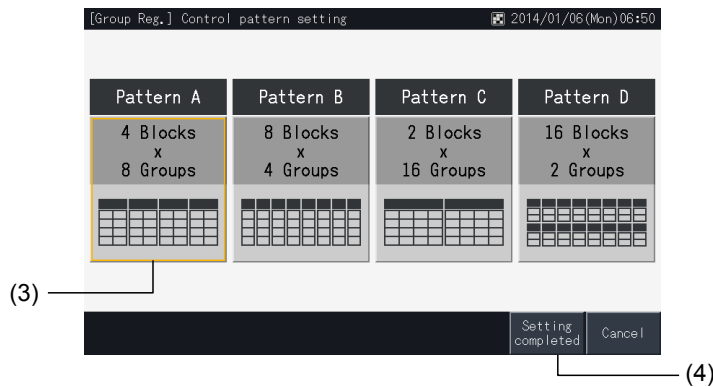 [Group Reg.] Control pattern setting 2014/01/06(Mon)06:50
Pattern A Pattern B Pattern C Pattern D
4 Blocks 8 Blocks 2 Blocks 16 Blocks
x x x x
8 Groups 4 Groups 16 Groups 2 Groups
(3)
Setting
completed Cancel
(4)